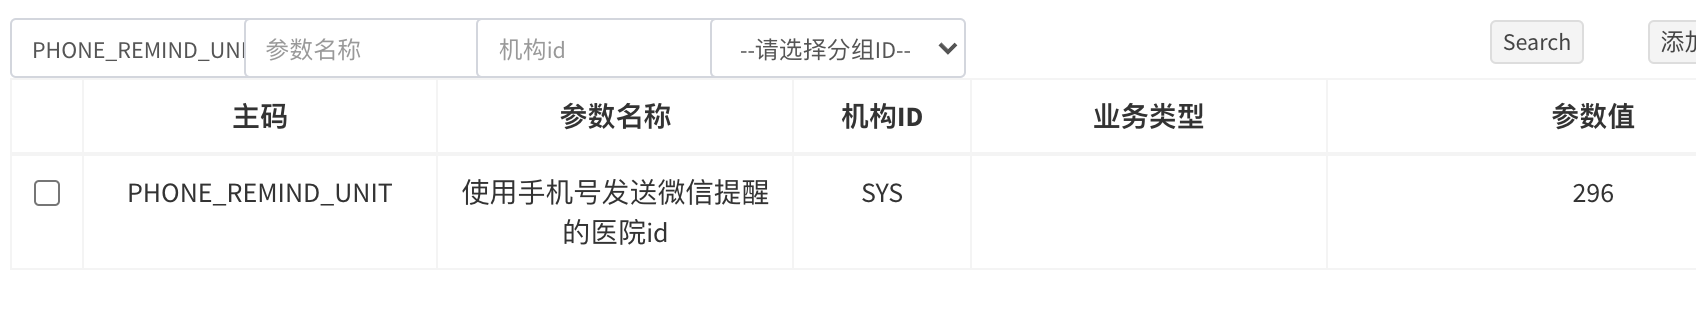 PHONE_REMIND_UNI 参数名称 机构id --请选择分组ID-- Search 添加
主码 参数名称 机构ID 业务类型 参数值
PHONE_REMIND_UNIT 使用手机号发送微信提醒 SYS 296
的医院id